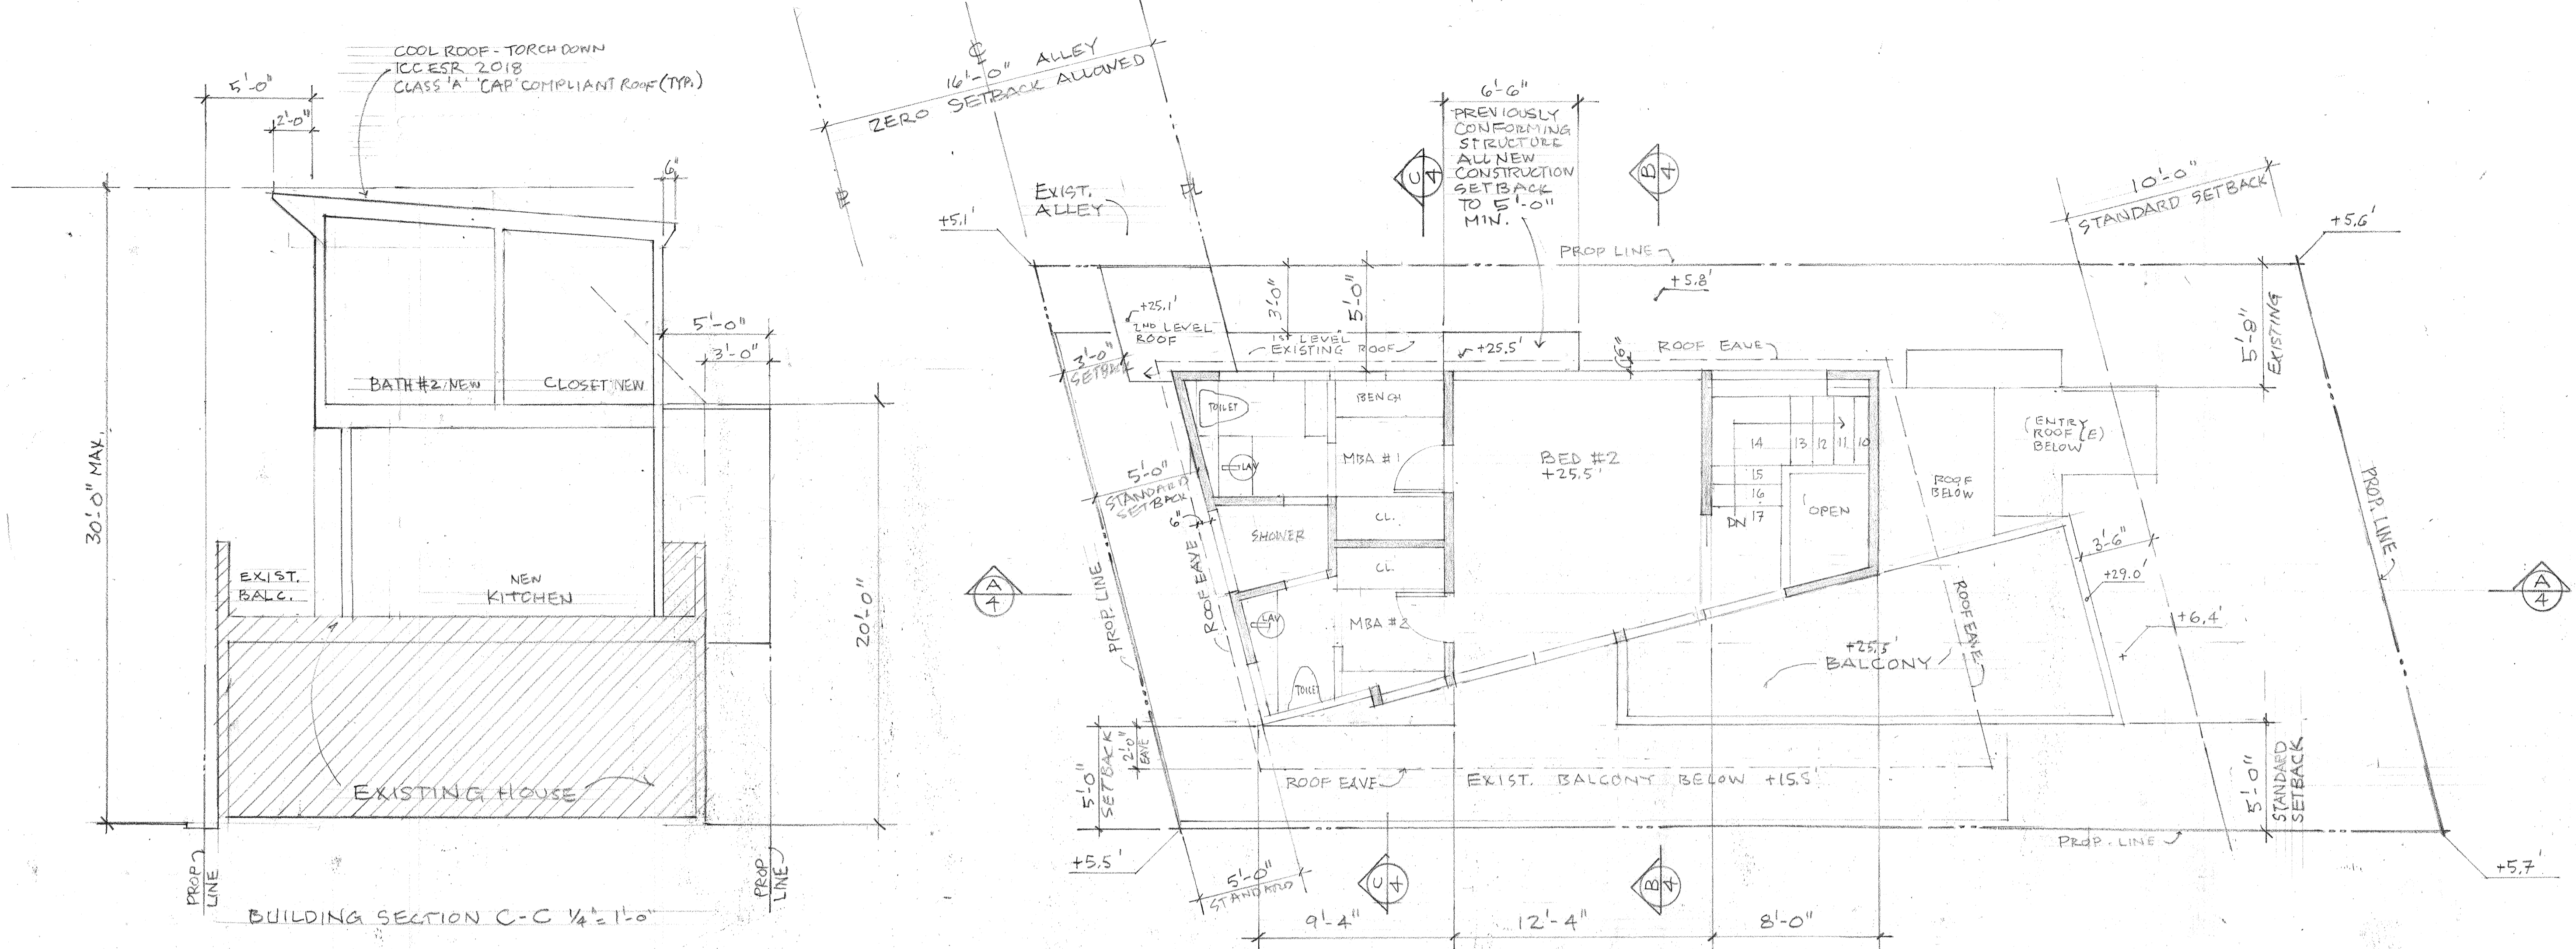 COOL ROOF - TORCH DOWN
ICC ESR 2018
CLASS 'A' 'CAP' COMPLIANT ROOF (TYP.)
5'-0"
2'-0"
6"
30'-0" MAX.
BATH #2 NEW
CLOSET NEW
5'-0"
3'-0"
EXIST.
BALC.
NEW
KITCHEN
20'-0"
EXISTING HOUSE
PROP
LINE
PROP
LINE
BUILDING SECTION C-C 1/4" = 1'-0"
℄
16'-0" ALLEY
ZERO SETBACK ALLOWED
PL
PL
EXIST.
ALLEY
+5.1'
6'-6"
PREVIOUSLY
CONFORMING
STRUCTURE
ALL NEW
CONSTRUCTION
SETBACK
TO 5'-0"
MIN.
C
4
B
4
10'-0"
STANDARD SETBACK
+5.6'
PROP LINE
+5.8'
3'-0"
5'-0"
+25.1'
2ND LEVEL
ROOF
1ST LEVEL
EXISTING ROOF
+25.5'
6"
ROOF EAVE
5'-8"
EXISTING
3'-0"
SETBACK
TOILET
BENCH
LAV
MBA #1
BED #2
+25.5'
14
13
12
11
10
15
16
17
DN
OPEN
ROOF
BELOW
(ENTRY
ROOF (E)
BELOW
PROP. LINE
5'-0"
STANDARD
SETBACK
6"
SHOWER
CL.
CL.
ROOF EAVE
PROP. LINE
A
4
LAV
MBA #2
TOILET
3'-6"
+29.0'
+6.4'
ROOF EAVE
+25.5'
BALCONY
A
4
5'-0"
SETBACK
2'-0"
EAVE
ROOF EAVE
EXIST. BALCONY BELOW +15.5'
5'-0"
STANDARD
SETBACK
PROP. LINE
+5.5'
+5.7'
5'-0"
STANDARD
C
4
B
4
9'-4"
12'-4"
8'-0"